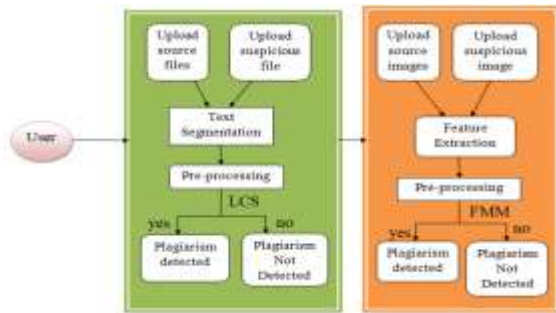 User
Upload
source
files
Upload
suspicious
file
Text
Segmentation
Pre-processing
LCS
yes
no
Plagiarism
detected
Plagiarism
Not
Detected
Upload
source
images
Upload
suspicious
image
Feature
Extraction
Pre-processing
FMM
yes
no
Plagiarism
detected
Plagiarism
Not
Detected